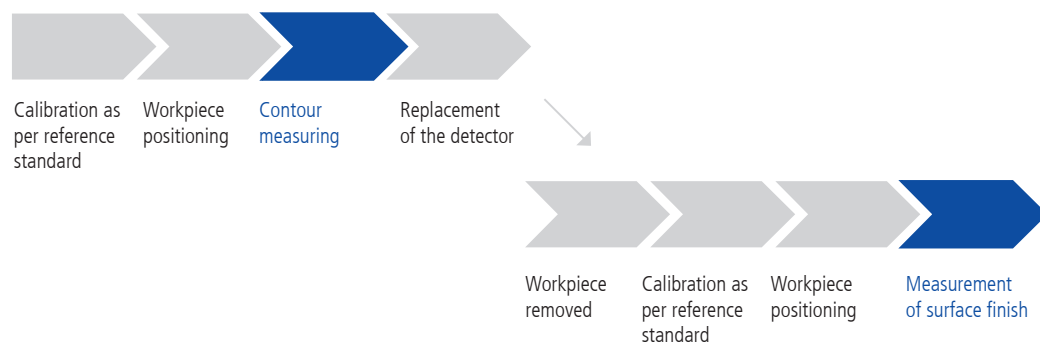 Calibration as
per reference
standard
Workpiece
positioning
Contour
measuring
Replacement
of the detector
Workpiece
removed
Calibration as
per reference
standard
Workpiece
positioning
Measurement
of surface finish